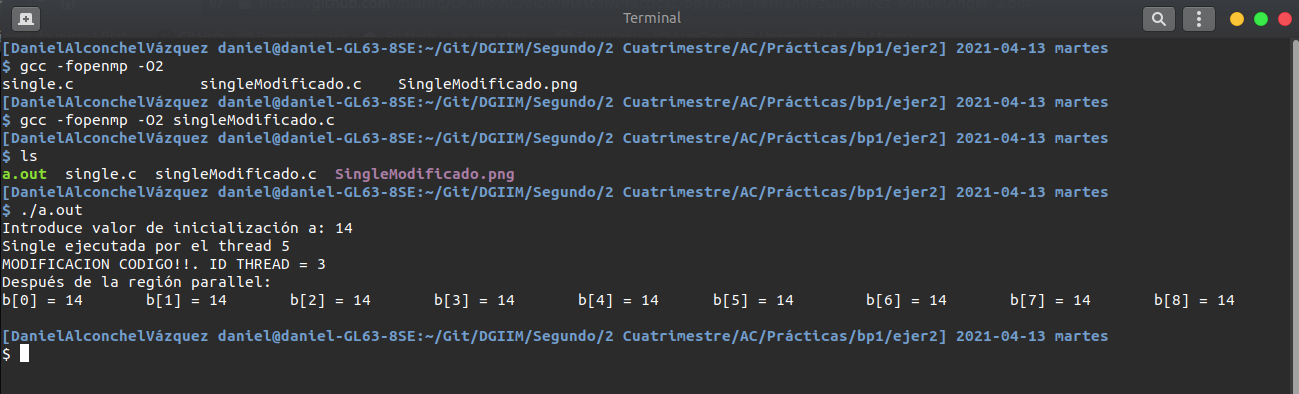 Terminal
[DanielAlconchelVázquez daniel@daniel-GL63-8SE:~/Git/DGIIM/Segundo/2 Cuatrimestre/AC/Prácticas/bp1/ejer2] 2021-04-13 martes
$ gcc -fopenmp -O2
single.c              singleModificado.c    SingleModificado.png
[DanielAlconchelVázquez daniel@daniel-GL63-8SE:~/Git/DGIIM/Segundo/2 Cuatrimestre/AC/Prácticas/bp1/ejer2] 2021-04-13 martes
$ gcc -fopenmp -O2 singleModificado.c
[DanielAlconchelVázquez daniel@daniel-GL63-8SE:~/Git/DGIIM/Segundo/2 Cuatrimestre/AC/Prácticas/bp1/ejer2] 2021-04-13 martes
$ ls
a.out  single.c  singleModificado.c  SingleModificado.png
[DanielAlconchelVázquez daniel@daniel-GL63-8SE:~/Git/DGIIM/Segundo/2 Cuatrimestre/AC/Prácticas/bp1/ejer2] 2021-04-13 martes
$ ./a.out
Introduce valor de inicialización a: 14
Single ejecutada por el thread 5
MODIFICACION CODIGO!!. ID THREAD = 3
Después de la región parallel:
b[0] = 14       b[1] = 14       b[2] = 14       b[3] = 14       b[4] = 14      b[5] = 14        b[6] = 14       b[7] = 14       b[8] = 14
[DanielAlconchelVázquez daniel@daniel-GL63-8SE:~/Git/DGIIM/Segundo/2 Cuatrimestre/AC/Prácticas/bp1/ejer2] 2021-04-13 martes
$